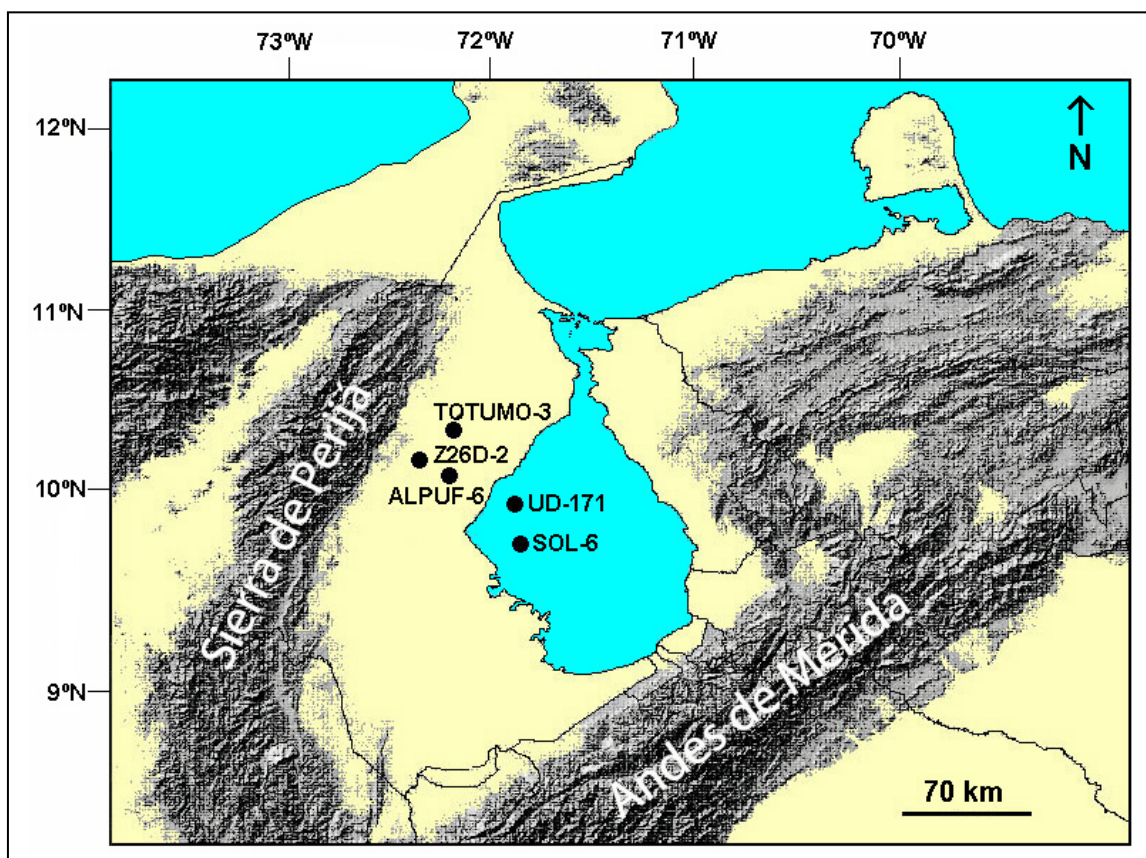 73ºW 72ºW 71ºW 70ºW
12ºN
N
11ºN
TOTUMO-3
Z26D-2
10ºN
ALPUF-6
UD-171
SOL-6
Sierra de Perijá
Andes de Mérida
9ºN
70 km